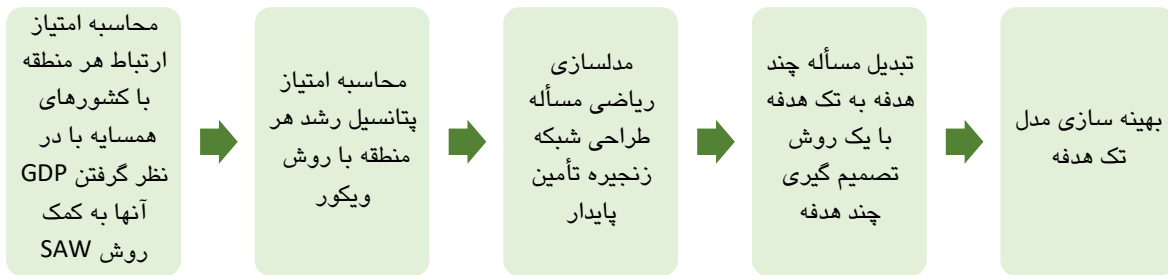 محاسبه امتیاز
ارتباط هر منطقه
با کشورهای
همسایه با در
نظر گرفتن GDP
آنها به کمک
روش SAW
محاسبه امتیاز
پتانسیل رشد هر
منطقه با روش
ویکور
مدلسازی
ریاضی مسأله
طراحی شبکه
زنجیره تأمین
پایدار
تبدیل مسأله چند
هدفه به تک هدفه
با یک روش
تصمیم گیری
چند هدفه
بهینه سازی مدل
تک هدفه